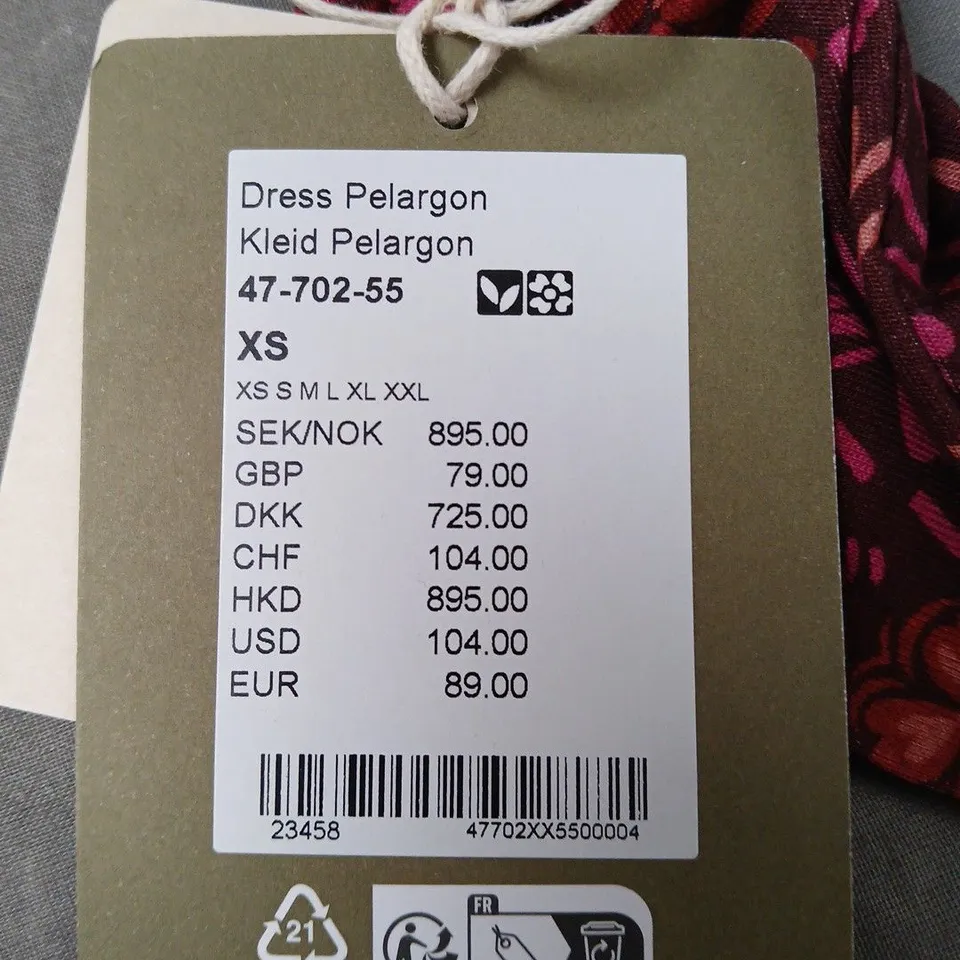 Dress Pelargon
Kleid Pelargon
47-702-55
XS
XS S M L XL XXL
SEK/NOK 895.00
GBP 79.00
DKK 725.00
CHF 104.00
HKD 895.00
USD 104.00
EUR 89.00
23458 47702XX5500004
21
FR